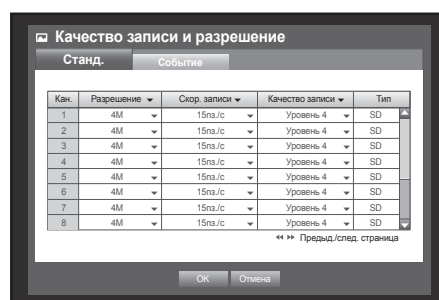 Качество записи и разрешение
Станд. Событие
Кан. Разрешение Скор. записи Качество записи Тип
1 4M 15пз./с Уровень 4 SD
2 4M 15пз./с Уровень 4 SD
3 4M 15пз./с Уровень 4 SD
4 4M 15пз./с Уровень 4 SD
5 4M 15пз./с Уровень 4 SD
6 4M 15пз./с Уровень 4 SD
7 4M 15пз./с Уровень 4 SD
8 4M 15пз./с Уровень 4 SD
Предыд./след. страница
OK Отмена